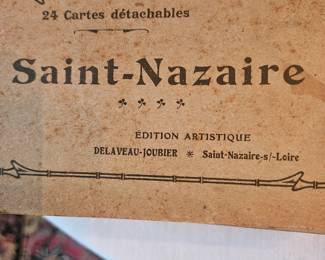 24 Cartes détachables
Saint-Nazaire
ÉDITION ARTISTIQUE
DELAVEAU-JOUBIER * Saint-Nazaire-s/-Loire